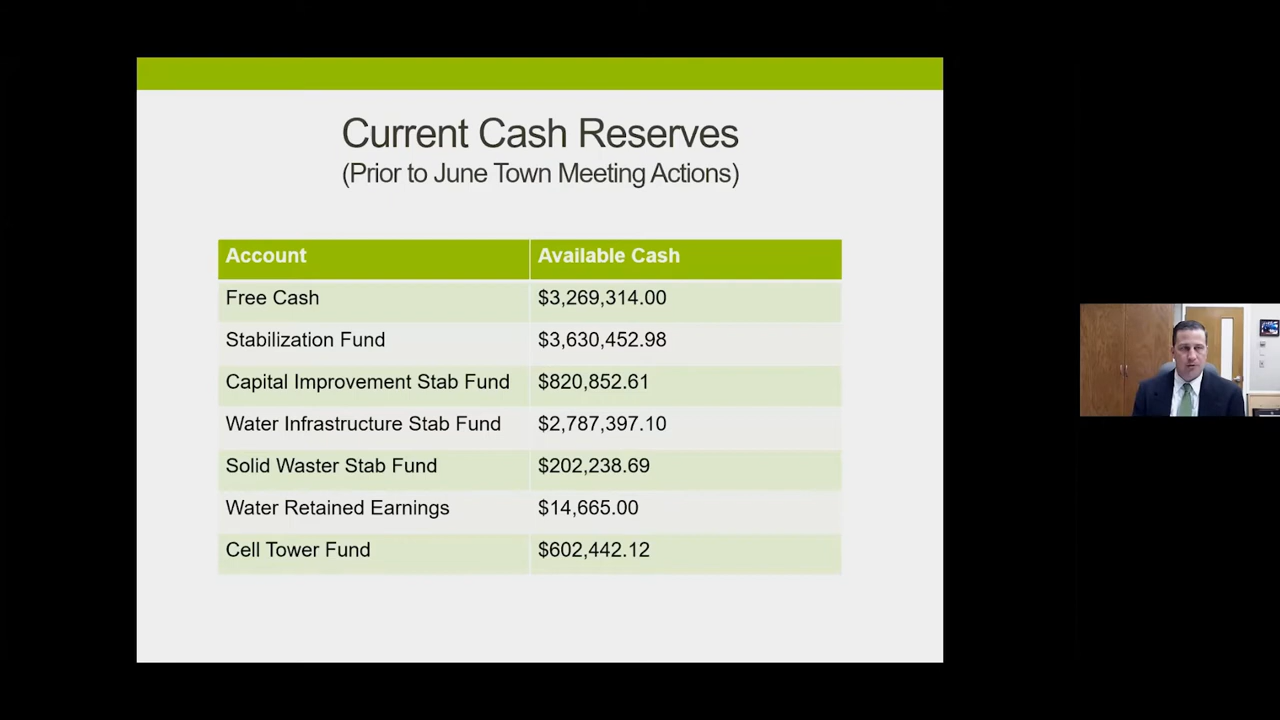 Current Cash Reserves
(Prior to June Town Meeting Actions)
Account Available Cash
Free Cash $3,269,314.00
Stabilization Fund $3,630,452.98
Capital Improvement Stab Fund $820,852.61
Water Infrastructure Stab Fund $2,787,397.10
Solid Waster Stab Fund $202,238.69
Water Retained Earnings $14,665.00
Cell Tower Fund $602,442.12